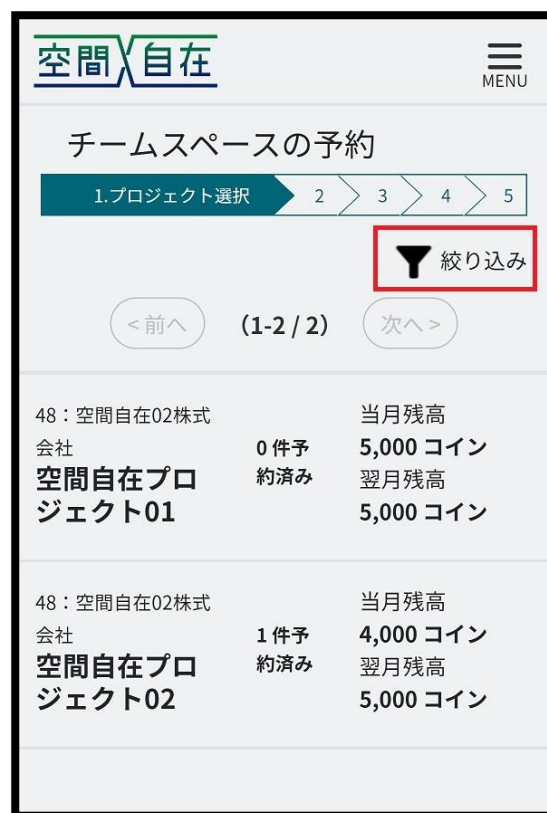 空間自在
MENU
チームスペースの予約
1.プロジェクト選択 2 3 4 5
絞り込み
<前へ (1-2 / 2) 次へ>
48：空間自在02株式
会社
空間自在プロ
ジェクト01
0 件予
約済み
当月残高
5,000 コイン
翌月残高
5,000 コイン
48：空間自在02株式
会社
空間自在プロ
ジェクト02
1 件予
約済み
当月残高
4,000 コイン
翌月残高
5,000 コイン